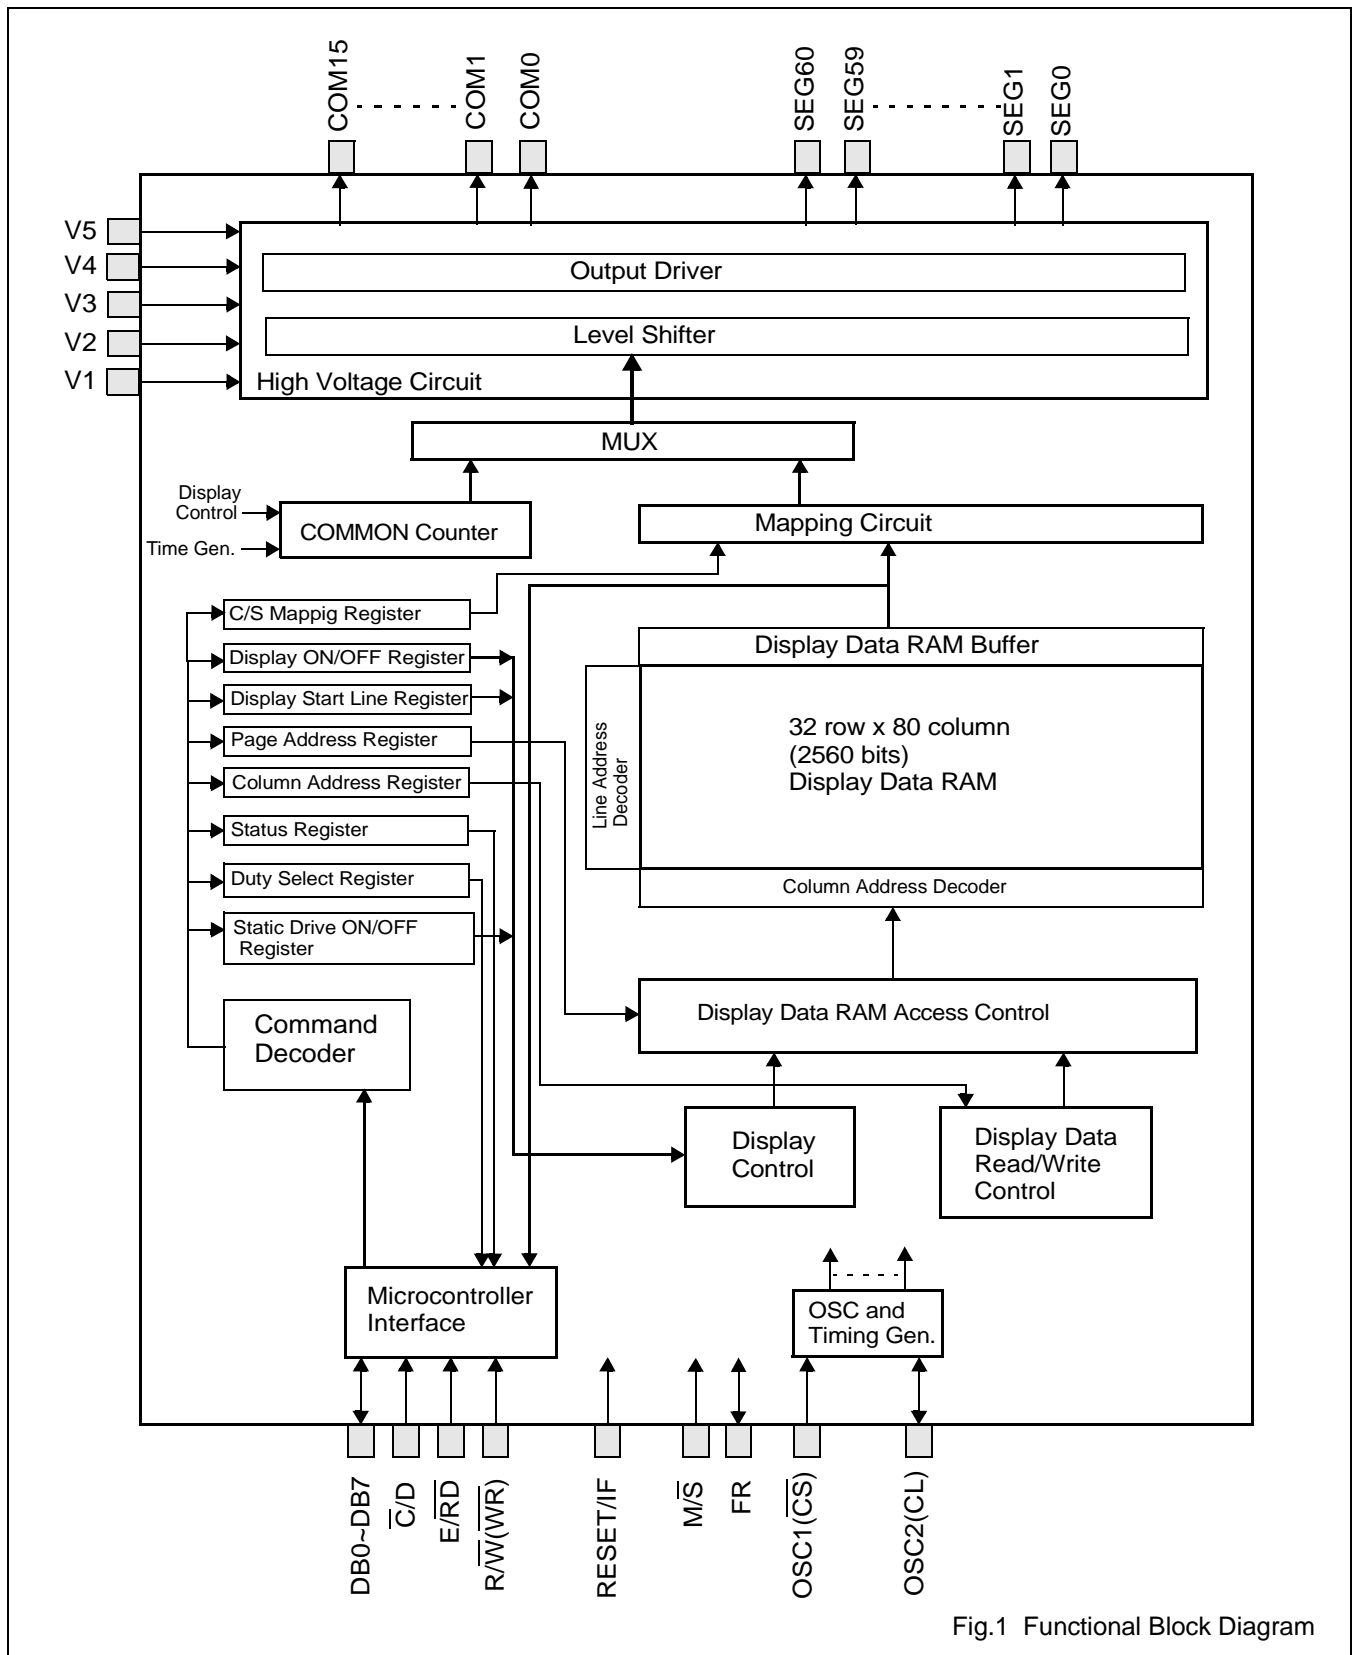 COM15
COM1
COM0
SEG60
SEG59
SEG1
SEG0
V5
V4
V3
V2
V1
Output Driver
Level Shifter
High Voltage Circuit
MUX
Display
Control
Time Gen.
COMMON Counter
Mapping Circuit
C/S Mappig Register
Display ON/OFF Register
Display Start Line Register
Page Address Register
Column Address Register
Status Register
Duty Select Register
Static Drive ON/OFF
Register
Display Data RAM Buffer
Line Address
Decoder
32 row x 80 column
(2560 bits)
Display Data RAM
Column Address Decoder
Command
Decoder
Display Data RAM Access Control
Display
Control
Display Data
Read/Write
Control
Microcontroller
Interface
OSC and
Timing Gen.
DB0~DB7
C̅/D
E/R̅D̅
R/W̅(W̅R̅)
RESET/IF
M/S̅
FR
OSC1(C̅S̅)
OSC2(CL)
Fig.1 Functional Block Diagram